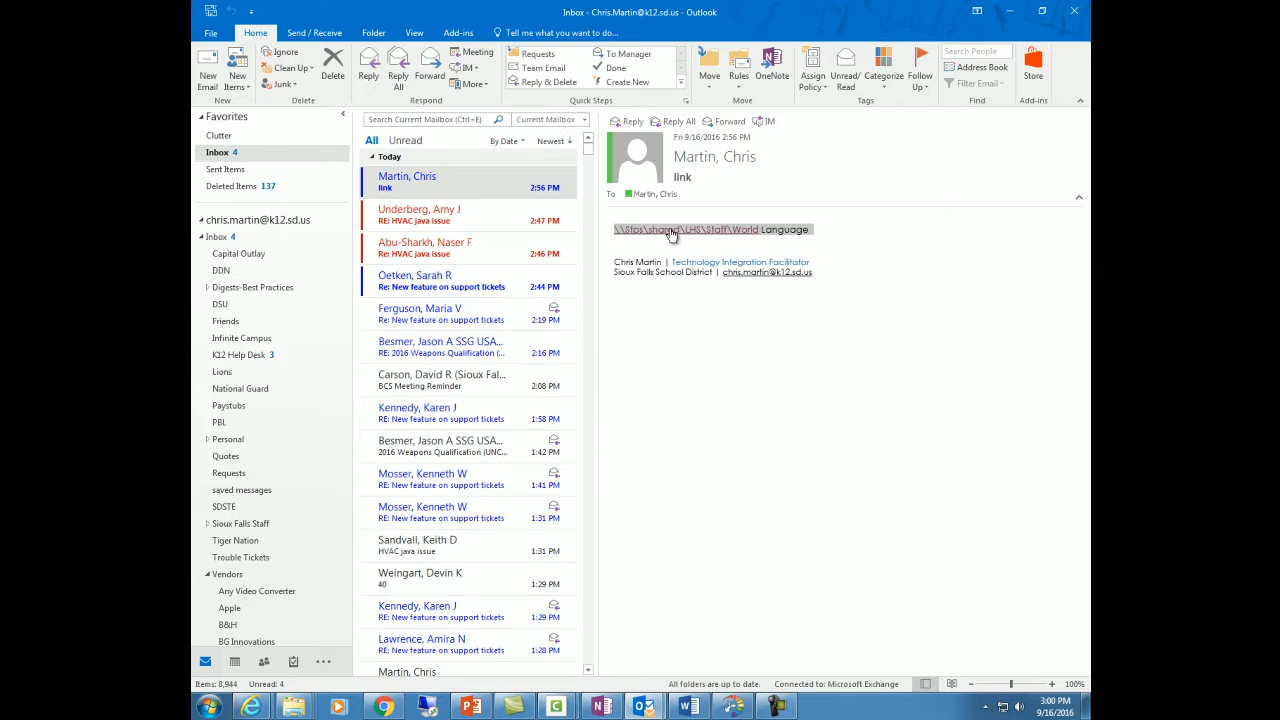 Inbox - Chris.Martin@k12.sd.us - Outlook
File Home Send / Receive Folder View Add-ins Tell me what you want to do...
New Email
New Items
Ignore
Clean Up
Junk
Delete
Delete
Reply
Reply All
Forward
Meeting
IM
More
Respond
Requests
Team Email
Reply & Delete
To Manager
Done
Create New
Quick Steps
Move
Rules
OneNote
Move
Assign Policy
Unread/ Read
Categorize
Follow Up
Tags
Search People
Address Book
Filter Email
Find
Store
Add-ins
New
Favorites
Clutter
Inbox 4
Sent Items
Deleted Items 137
chris.martin@k12.sd.us
Inbox 4
Capital Outlay
DDN
Digests-Best Practices
DSU
Friends
Infinite Campus
K12 Help Desk 3
Lions
National Guard
Paystubs
PBL
Personal
Quotes
Requests
saved messages
SDSTE
Sioux Falls Staff
Tiger Nation
Trouble Tickets
Vendors
Any Video Converter
Apple
B&H
BG Innovations
Search Current Mailbox (Ctrl+E) Current Mailbox
All Unread By Date Newest
Today
Martin, Chris
link 2:56 PM
Underberg, Amy J
RE: HVAC java issue 2:47 PM
Abu-Sharkh, Naser F
RE: HVAC java issue 2:46 PM
Oetken, Sarah R
Re: New feature on support tickets 2:44 PM
Ferguson, Maria V
Re: New feature on support tickets 2:19 PM
Besmer, Jason A SSG USA...
RE: 2016 Weapons Qualification (... 2:16 PM
Carson, David R (Sioux Fal...
BCS Meeting Reminder 2:08 PM
Kennedy, Karen J
RE: New feature on support tickets 1:58 PM
Besmer, Jason A SSG USA...
2016 Weapons Qualification (UNC... 1:42 PM
Mosser, Kenneth W
RE: New feature on support tickets 1:41 PM
Mosser, Kenneth W
RE: New feature on support tickets 1:31 PM
Sandvall, Keith D
HVAC java issue 1:31 PM
Weingart, Devin K
40 1:29 PM
Kennedy, Karen J
RE: New feature on support tickets 1:29 PM
Lawrence, Amira N
RE: New feature on support tickets 1:28 PM
Martin, Chris
Reply Reply All Forward IM
Fri 9/16/2016 2:56 PM
Martin, Chris
link
To Martin, Chris
\\Sfps\shared\LHS\Staff\World Language
Chris Martin | Technology Integration Facilitator
Sioux Falls School District | chris.martin@k12.sd.us
Items: 8,944 Unread: 4 All folders are up to date. Connected to: Microsoft Exchange 100%
3:00 PM
9/16/2016